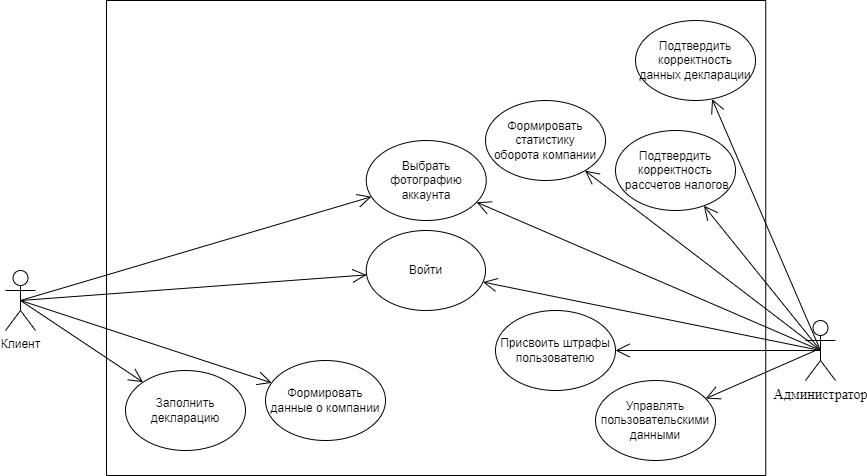 Подтвердить
корректность
данных декларации
Формировать
статистику
оборота компании
Подтвердить
корректность
рассчетов налогов
Выбрать
фотографию
аккаунта
Войти
Клиент
Присвоить штрафы
пользователю
Администратор
Заполнить
декларацию
Формировать
данные о компании
Управлять
пользовательскими
данными